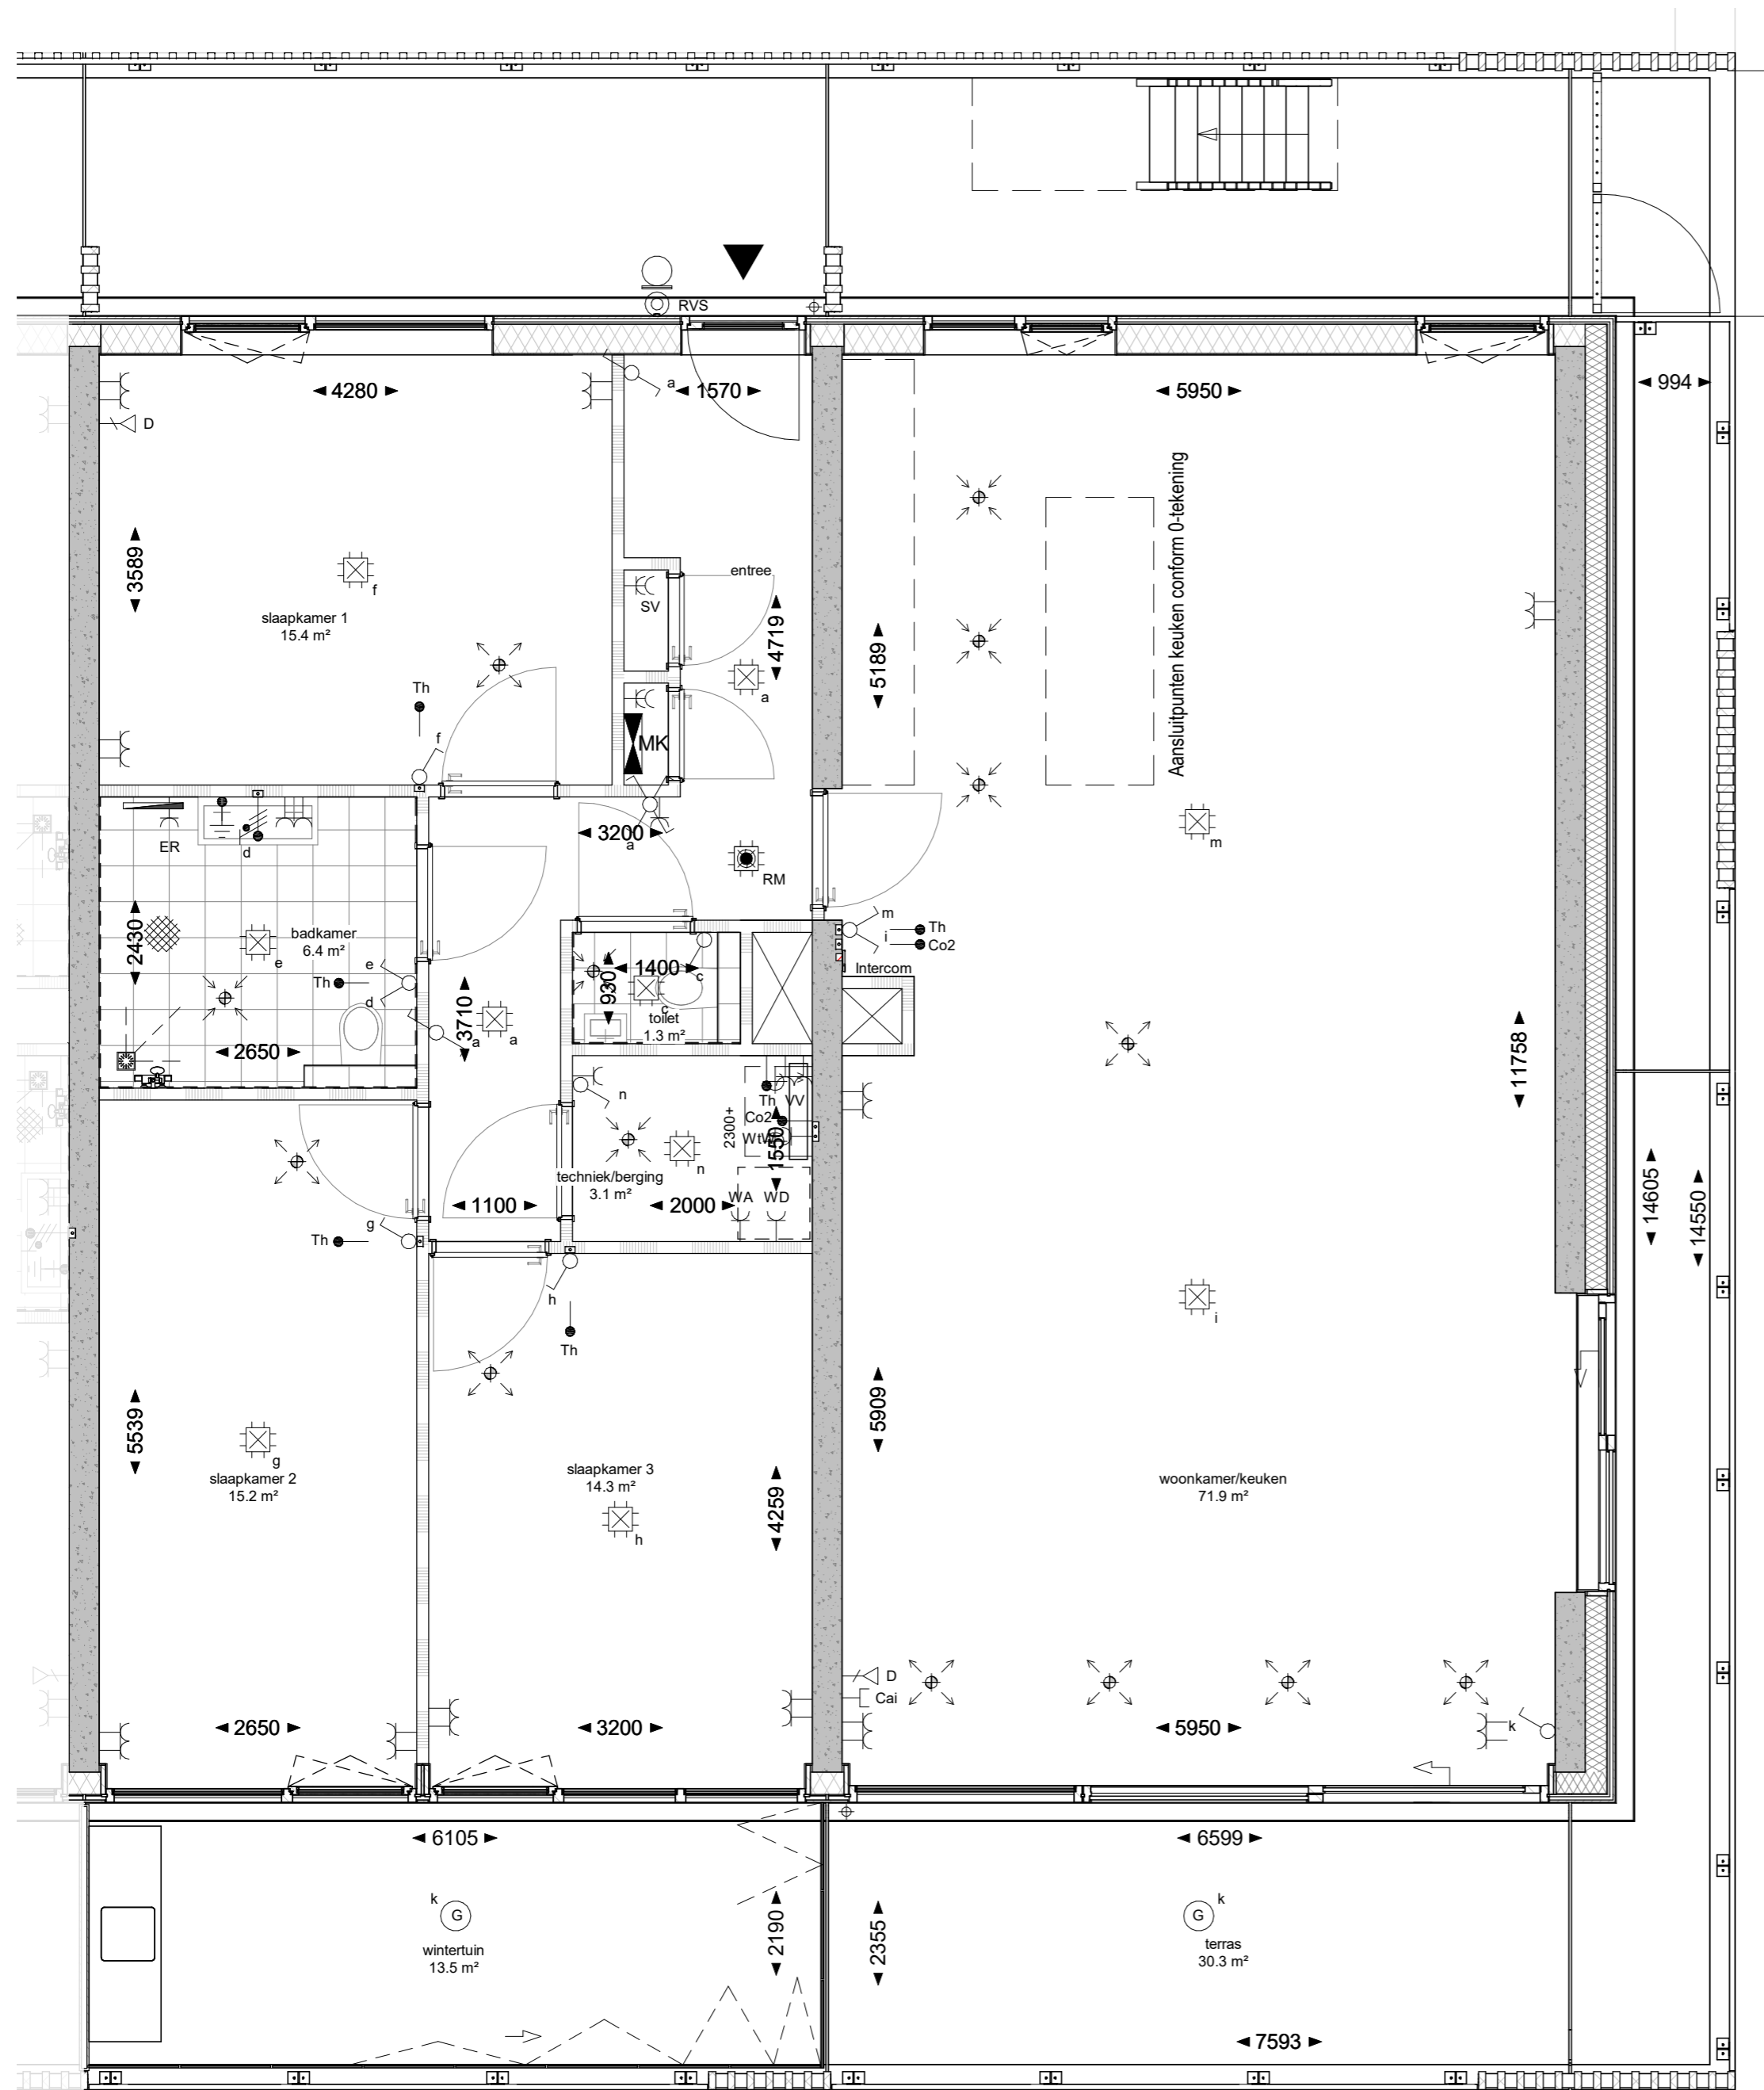 RVS
a
4280
1570
5950
994
D
Aansluitpunten keuken conform 0-tekening
3589
f
entree
SV
slaapkamer 1
15.4 m²
4719
5189
a
Th
f
MK
m
3200
a
ER
d
RM
2430
badkamer
6.4 m²
e
e
Th
d
m
Th
i
Co2
Intercom
1400
930
c
c
toilet
1.3 m²
3710
a
a
2650
11758
n
Th
VV
Co2
2300+
WtW
1550
n
techniek/berging
3.1 m²
1100
2000
WA
WD
14605
14550
g
Th
h
Th
i
5539
5909
g
slaapkamer 2
15.2 m²
slaapkamer 3
14.3 m²
4259
h
woonkamer/keuken
71.9 m²
D
Cai
2650
3200
5950
k
6105
6599
k
G
wintertuin
13.5 m²
2190
2355
k
G
terras
30.3 m²
7593